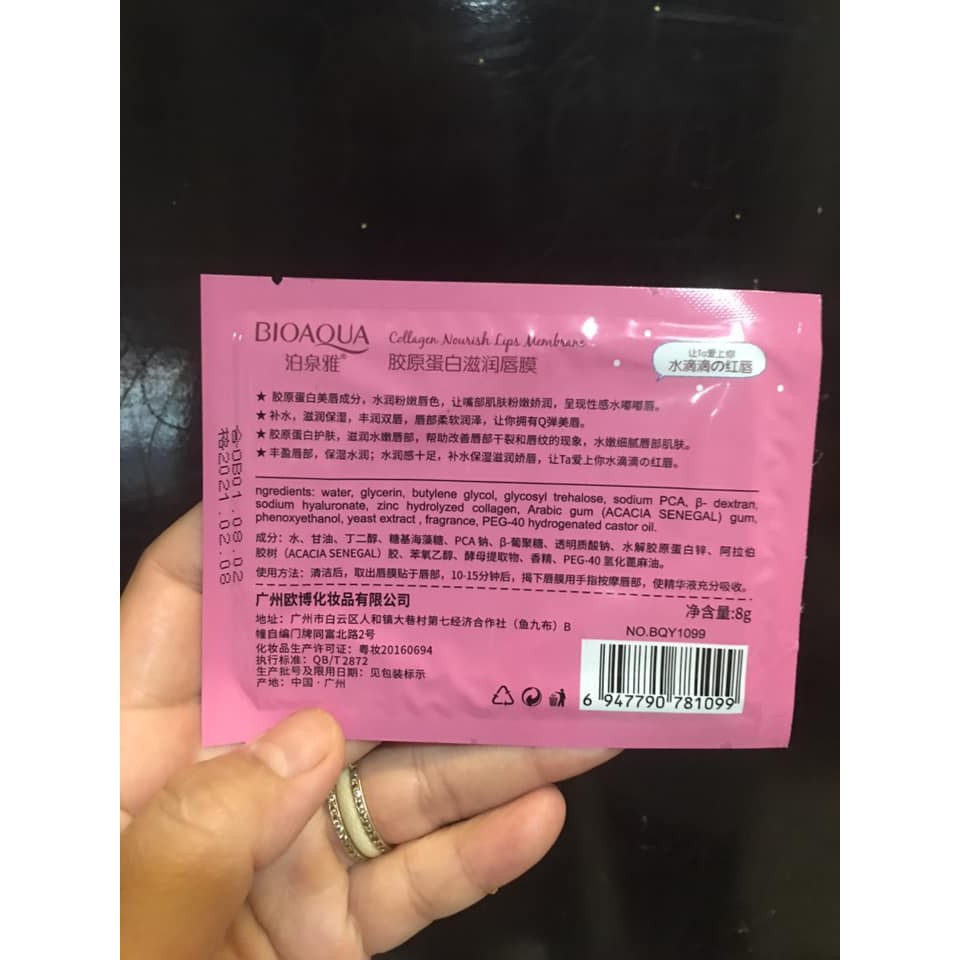 BIOAQUA
泊泉雅®
Collagen Nourish Lips Membrane
胶原蛋白滋润唇膜
让Ta爱上你
水滴滴の红唇
★ 胶原蛋白美唇成分，水润粉嫩唇色，让嘴部肌肤粉嫩娇润，呈现性感水嘟嘟唇。
★ 补水，滋润保湿，丰润双唇，唇部柔软润泽，让你拥有Q弹美唇。
★ 胶原蛋白护肤，滋润水嫩唇部，帮助改善唇部干裂和唇纹的现象，水嫩细腻唇部肌肤。
★ 丰盈唇部，保湿水润；水润感十足，补水保湿滋润娇唇，让Ta爱上你水滴滴の红唇。
ngredients: water, glycerin, butylene glycol, glycosyl trehalose, sodium PCA, β- dextran,
sodium hyaluronate, zinc hydrolyzed collagen, Arabic gum (ACACIA SENEGAL) gum,
phenoxyethanol, yeast extract , fragrance, PEG-40 hydrogenated castor oil.
成分：水、甘油、丁二醇、糖基海藻糖、PCA 钠、β-葡聚糖、透明质酸钠、水解胶原蛋白锌、阿拉伯
胶树（ACACIA SENEGAL）胶、苯氧乙醇、酵母提取物、香精、PEG-40 氢化蓖麻油。
使用方法：清洁后，取出唇膜贴于唇部，10-15分钟后，揭下唇膜用手指按摩唇部，使精华液充分吸收。
广州欧博化妆品有限公司
地址：广州市白云区人和镇大巷村第七经济合作社（鱼九布）B
幢自编门牌同富北路2号
化妆品生产许可证：粤妆20160694
执行标准：QB/T2872
生产批号及限用日期：见包装标示
产地：中国·广州
净含量:8g
NO.BQY1099
6 947790 781099
合OB01.08.02
格2021.02.08